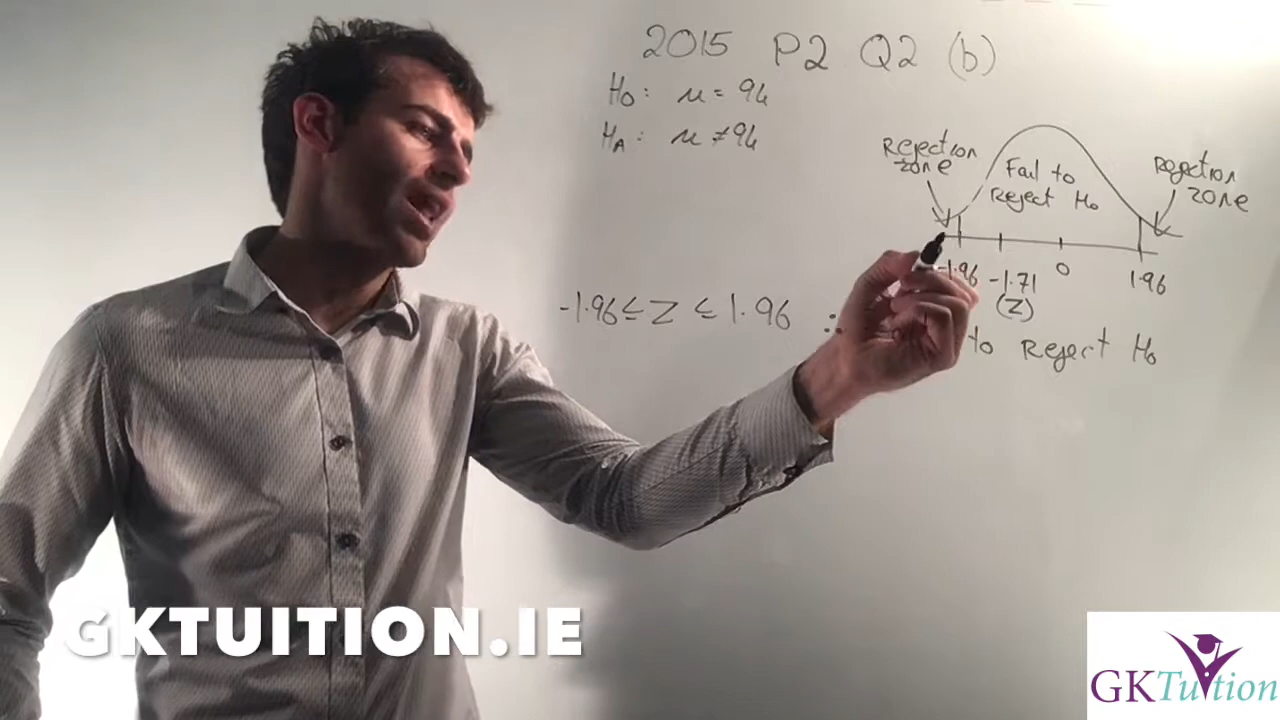 2015 P2 Q2 (b)
H₀: μ = 94
Hₐ: μ ≠ 94
Rejection
zone
Fail to
Reject H₀
Rejection
zone
-1.96 -1.71 0 1.96
(Z)
-1.96 ≤ Z ≤ 1.96 ∴ to Reject H₀
GKTUITION.IE
GKTuition